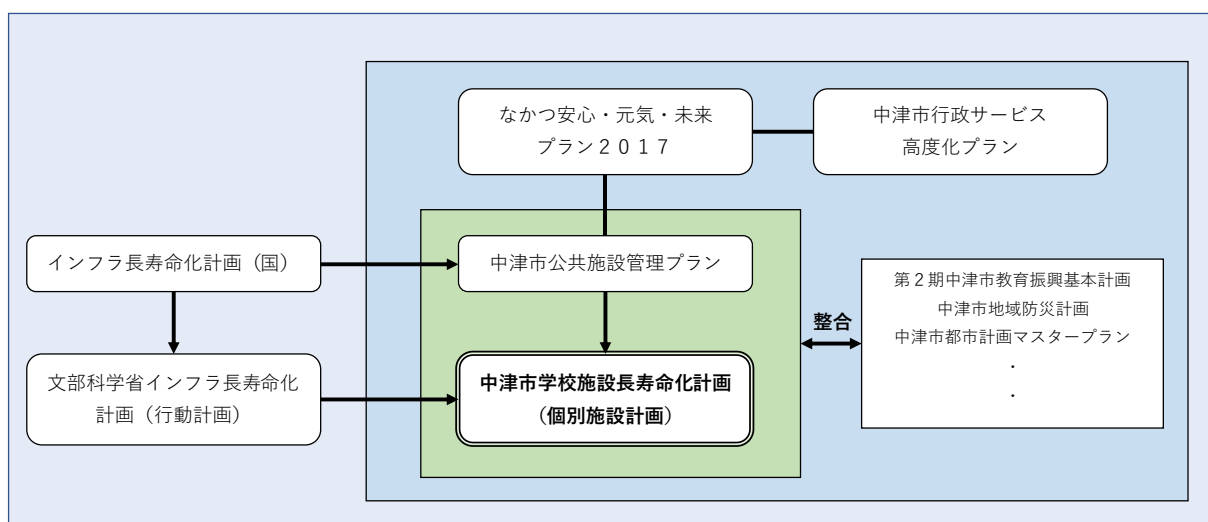 なかつ安心・元気・未来
プラン２０１７
中津市行政サービス
高度化プラン
インフラ長寿命化計画（国）
中津市公共施設管理プラン
第２期中津市教育振興基本計画
中津市地域防災計画
中津市都市計画マスタープラン
・
・
整合
文部科学省インフラ長寿命化
計画（行動計画）
中津市学校施設長寿命化計画
（個別施設計画）